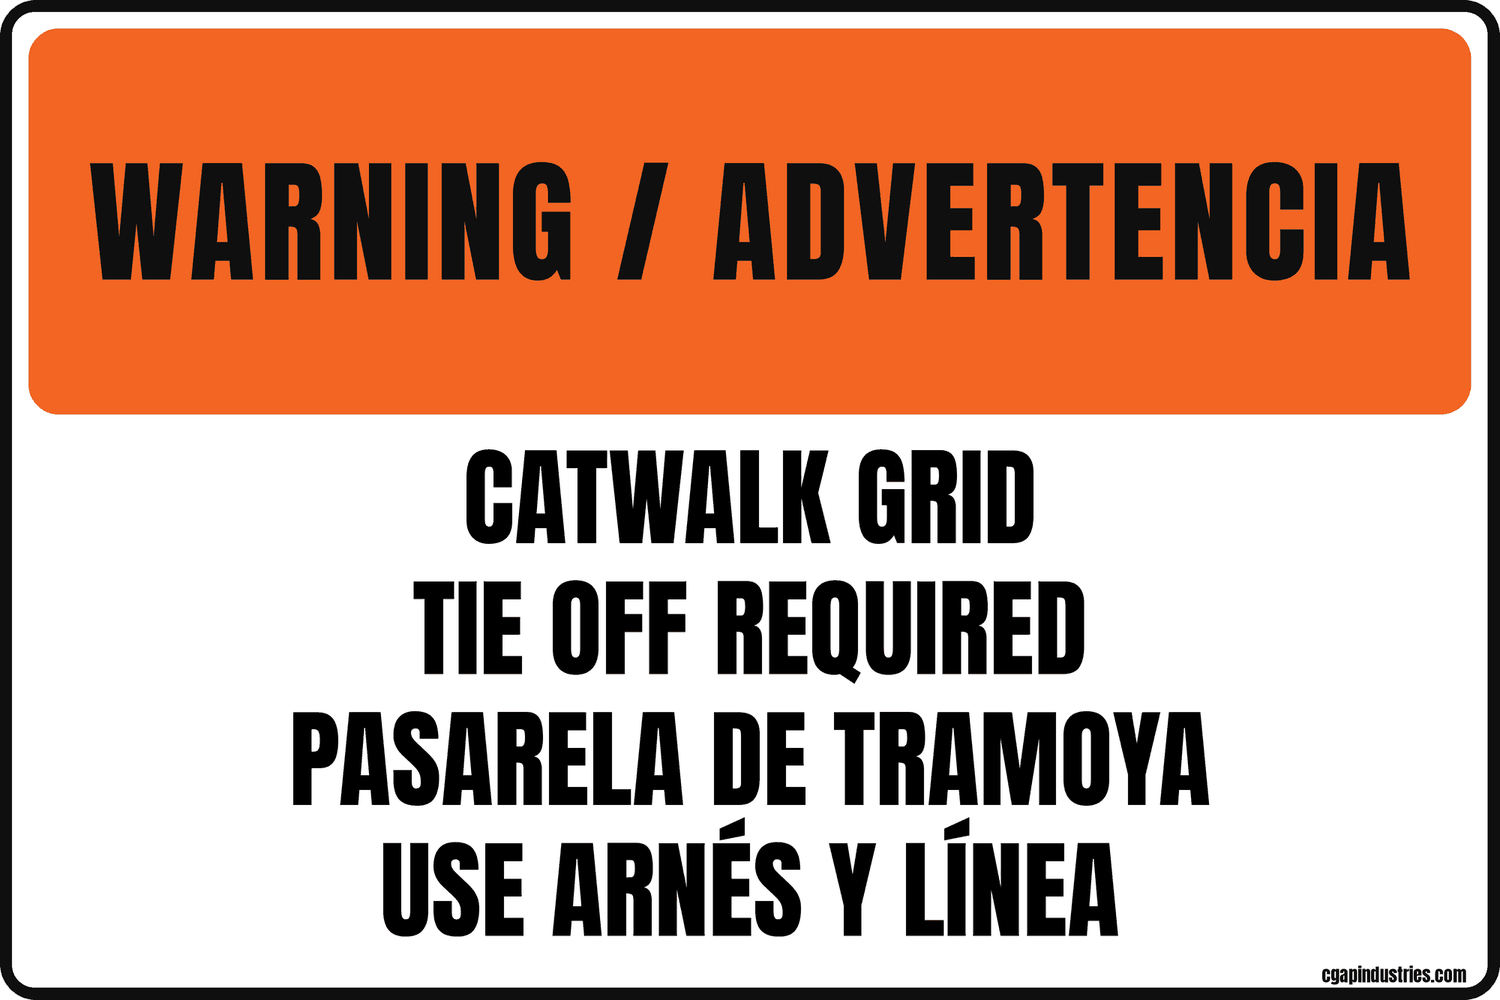 WARNING / ADVERTENCIA
CATWALK GRID
TIE OFF REQUIRED
PASARELA DE TRAMOYA
USE ARNÉS Y LÍNEA
cgapindustries.com